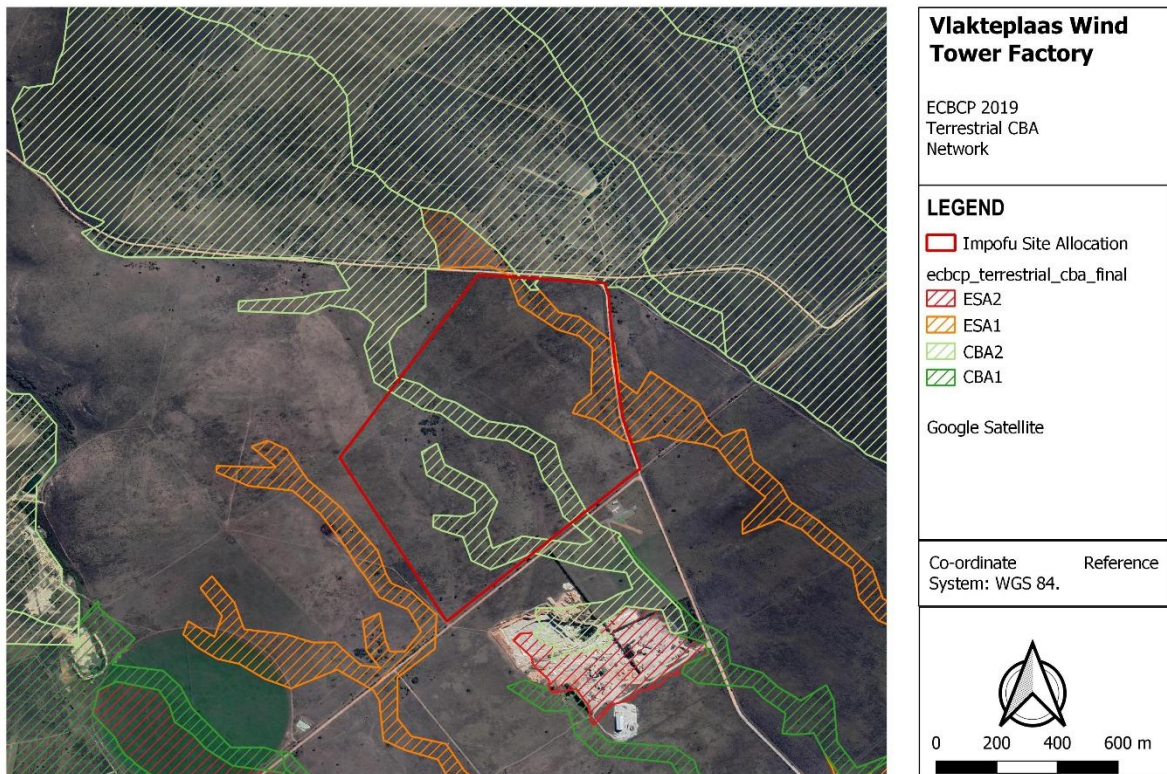 Vlakteplaas Wind
Tower Factory
ECBCP 2019
Terrestrial CBA
Network
LEGEND
Impofu Site Allocation
ecbcp_terrestrial_cba_final
ESA2
ESA1
CBA2
CBA1
Google Satellite
Co-ordinate Reference
System: WGS 84.
0 200 400 600 m